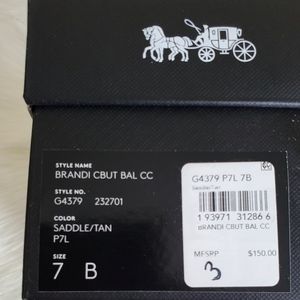 STYLE NAME
BRANDI CBUT BAL CC
STYLE NO.
G4379 232701
COLOR
SADDLE/TAN
P7L
SIZE
7 B
G4379 P7L 7B
Saddle/Tan
1 93971 31286 6
BRANDI CBUT BAL CC
MFSRP $150.00
3